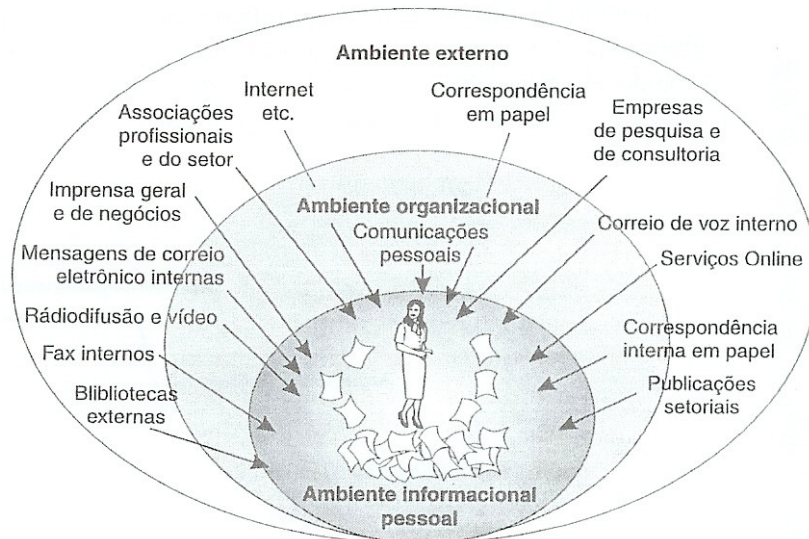 Ambiente externo
Internet
etc.
Correspondência
em papel
Associações
profissionais
e do setor
Empresas
de pesquisa e
de consultoria
Imprensa geral
e de negócios
Ambiente organizacional
Comunicações
pessoais
Correio de voz interno
Mensagens de correio
eletrônico internas
Serviços Online
Rádiodifusão e vídeo
Correspondência
interna em papel
Fax internos
Publicações
setoriais
Blibliotecas
externas
Ambiente informacional
pessoal